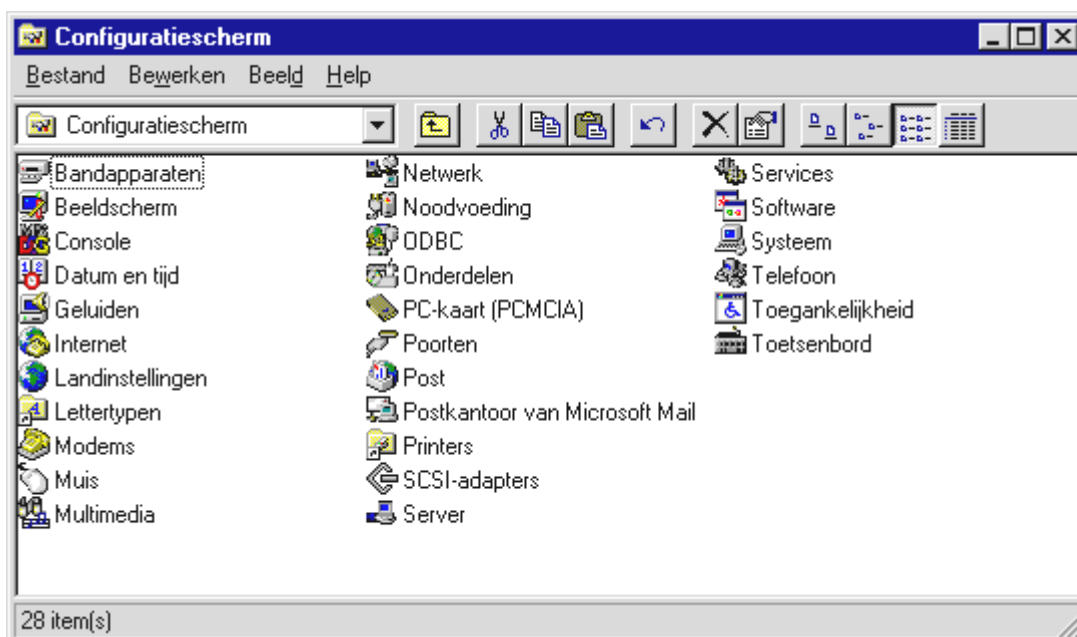 Configuratiescherm
Bestand Bewerken Beeld Help
Configuratiescherm
Bandapparaten
Beeldscherm
Console
Datum en tijd
Geluiden
Internet
Landinstellingen
Lettertypen
Modems
Muis
Multimedia
Netwerk
Noodvoeding
ODBC
Onderdelen
PC-kaart (PCMCIA)
Poorten
Post
Postkantoor van Microsoft Mail
Printers
SCSI-adapters
Server
Services
Software
Systeem
Telefoon
Toegankelijkheid
Toetsenbord
28 item(s)